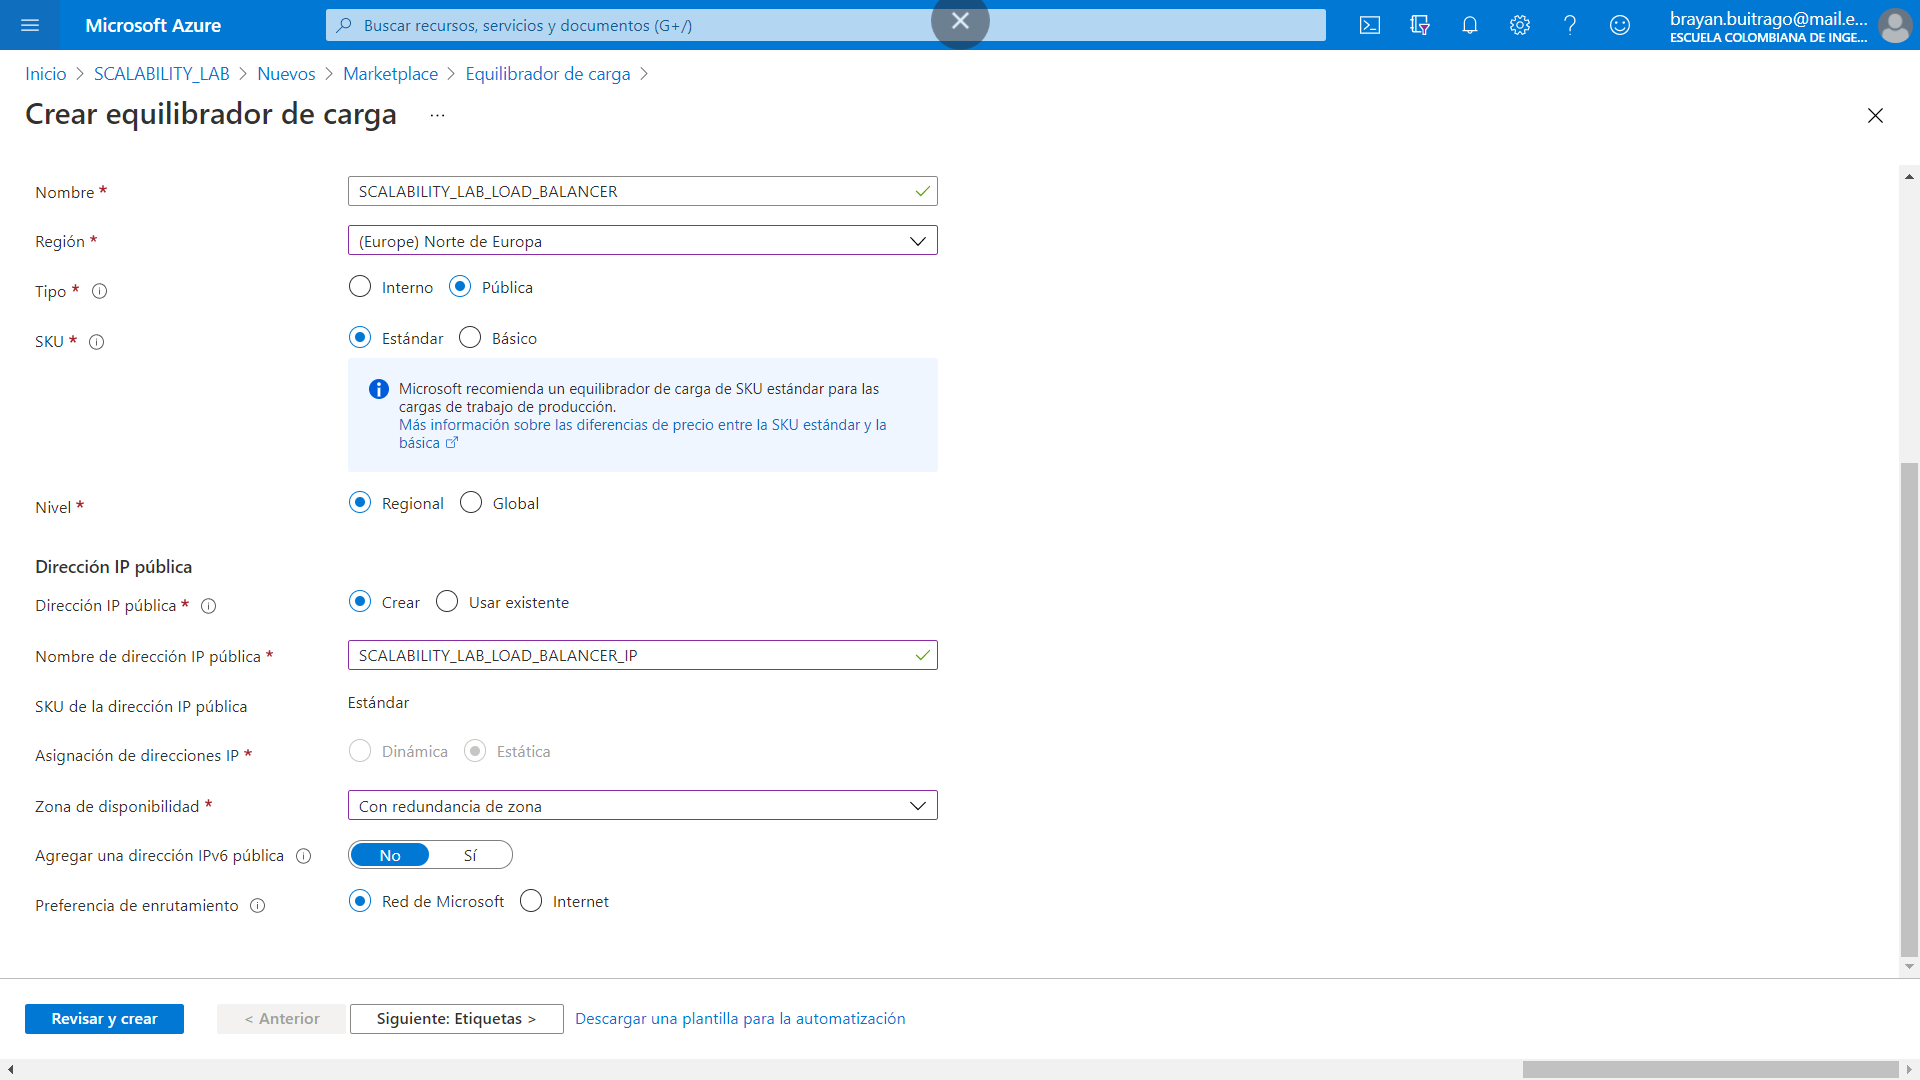 Microsoft Azure
Buscar recursos, servicios y documentos (G+/)
brayan.buitrago@mail.e...
ESCUELA COLOMBIANA DE INGE...
Inicio > SCALABILITY_LAB > Nuevos > Marketplace > Equilibrador de carga >
Crear equilibrador de carga ...
Nombre *
SCALABILITY_LAB_LOAD_BALANCER
Región *
(Europe) Norte de Europa
Tipo *
Interno Pública
SKU *
Estándar Básico
Microsoft recomienda un equilibrador de carga de SKU estándar para las
cargas de trabajo de producción.
Más información sobre las diferencias de precio entre la SKU estándar y la
básica
Nivel *
Regional Global
Dirección IP pública
Dirección IP pública *
Crear Usar existente
Nombre de dirección IP pública *
SCALABILITY_LAB_LOAD_BALANCER_IP
SKU de la dirección IP pública
Estándar
Asignación de direcciones IP *
Dinámica Estática
Zona de disponibilidad *
Con redundancia de zona
Agregar una dirección IPv6 pública
No Sí
Preferencia de enrutamiento
Red de Microsoft Internet
Revisar y crear
< Anterior
Siguiente: Etiquetas >
Descargar una plantilla para la automatización